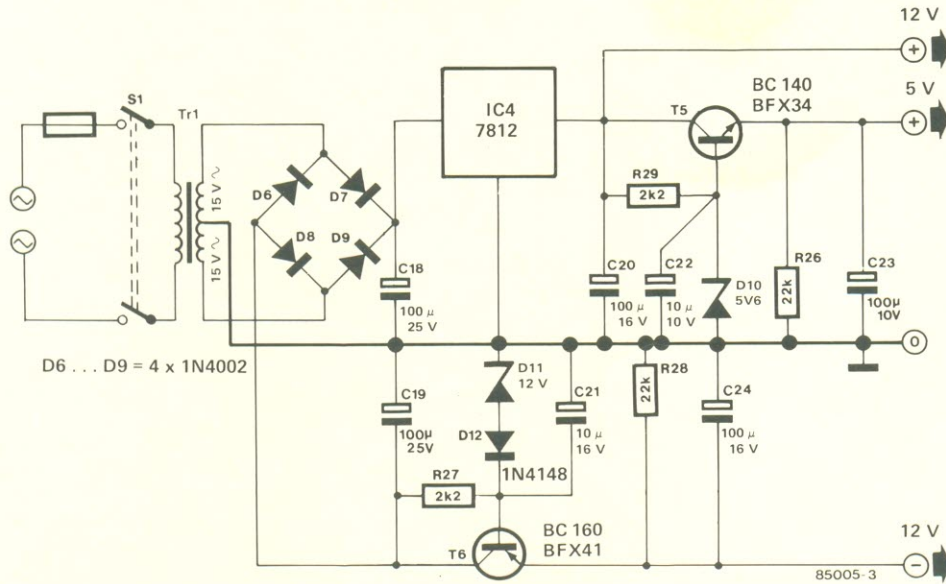 12 V
+
S1
Tr1
15 V ~
15 V ~
D6
D7
D8
D9
IC4
7812
BC 140
BFX34
T5
5 V
+
R29
2k2
C18
100 µ
25 V
C20
100 µ
16 V
C22
10 µ
10 V
D10
5V6
R26
22k
C23
100µ
10V
0
D6 . . . D9 = 4 x 1N4002
C19
100µ
25V
D11
12 V
D12
1N4148
C21
10 µ
16 V
R28
22k
C24
100 µ
16 V
R27
2k2
T6
BC 160
BFX41
12 V
−
85005-3